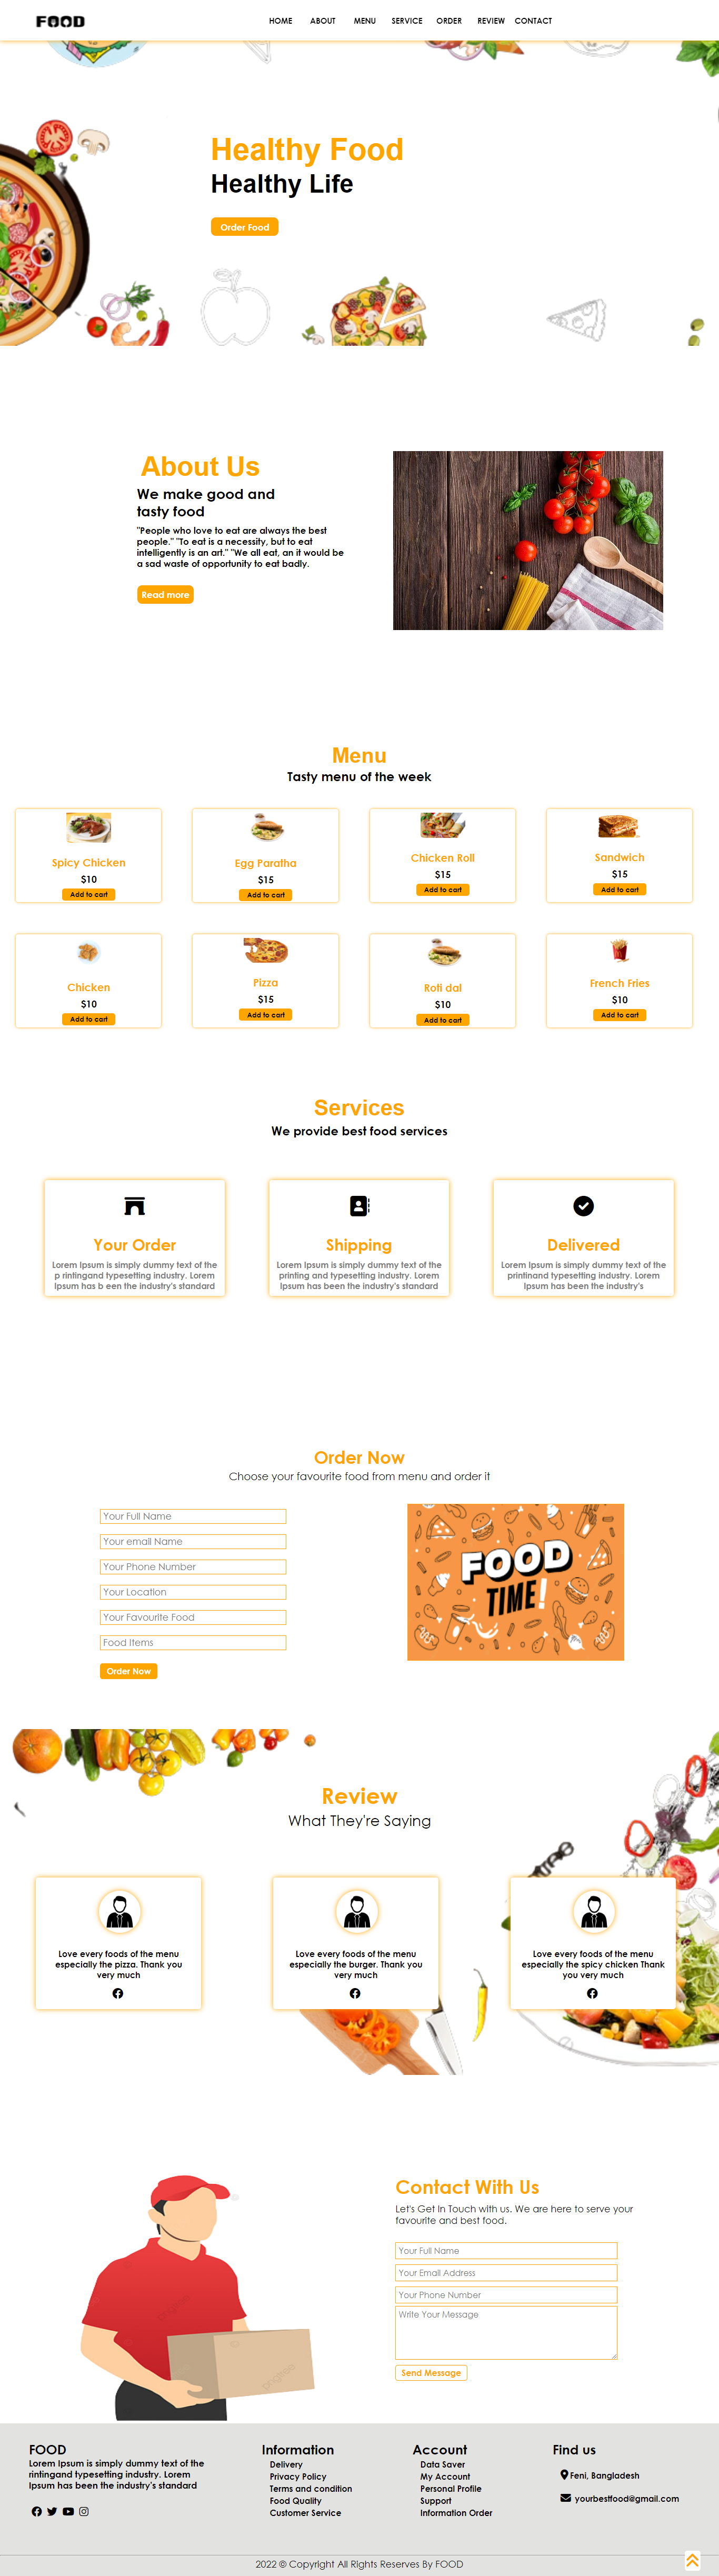 FOOD
HOME ABOUT MENU SERVICE ORDER REVIEW CONTACT
Healthy Food
Healthy Life
Order Food
About Us
We make good and
tasty food
"People who love to eat are always the best
people." "To eat is a necessity, but to eat
intelligently is an art." "We all eat, an it would be
a sad waste of opportunity to eat badly.
Read more
Menu
Tasty menu of the week
Spicy Chicken
$10
Add to cart
Egg Paratha
$15
Add to cart
Chicken Roll
$15
Add to cart
Sandwich
$15
Add to cart
Chicken
$10
Add to cart
Pizza
$15
Add to cart
Roti dal
$10
Add to cart
French Fries
$10
Add to cart
Services
We provide best food services
Your Order
Lorem Ipsum is simply dummy text of the
p rintingand typesetting industry. Lorem
Ipsum has b een the industry's standard
Shipping
Lorem Ipsum is simply dummy text of the
printing and typesetting industry. Lorem
Ipsum has been the industry's standard
Delivered
Lorem Ipsum is simply dummy text of the
printinand typesetting industry. Lorem
Ipsum has been the industry's
Order Now
Choose your favourite food from menu and order it
Your Full Name
Your email Name
Your Phone Number
Your Location
Your Favourite Food
Food Items
Order Now
FOOD
TIME!
Review
What They're Saying
Love every foods of the menu
especially the pizza. Thank you
very much
Love every foods of the menu
especially the burger. Thank you
very much
Love every foods of the menu
especially the spicy chicken Thank
you very much
Contact With Us
Let's Get In Touch with us. We are here to serve your
favourite and best food.
Your Full Name
Your Email Address
Your Phone Number
Write Your Message
Send Message
FOOD
Lorem Ipsum is simply dummy text of the
rintingand typesetting industry. Lorem
Ipsum has been the industry's standard
Information
Delivery
Privacy Policy
Terms and condition
Food Quality
Customer Service
Account
Data Saver
My Account
Personal Profile
Support
Information Order
Find us
Feni, Bangladesh
yourbestfood@gmail.com
2022 © Copyright All Rights Reserves By FOOD